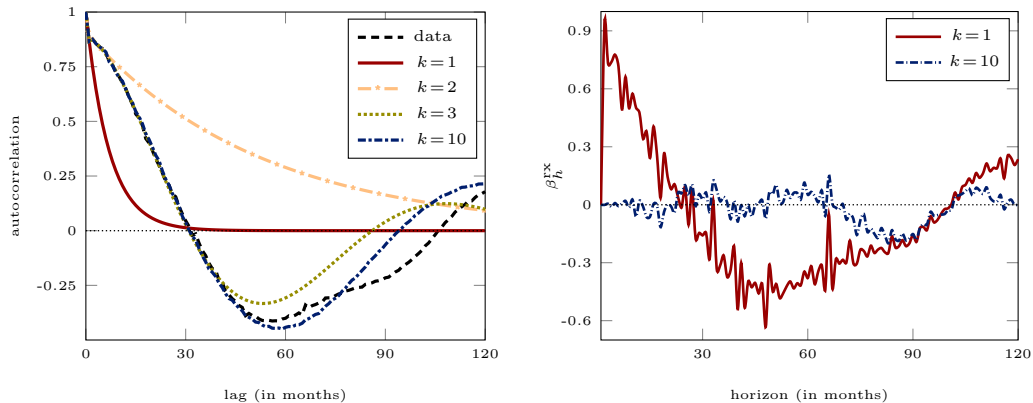 1
0.75
0.5
0.25
0
-0.25
0 30 60 90 120
autocorrelation
lag (in months)
data
k=1
k=2
k=3
k=10
0.9
0.6
0.3
0
-0.3
-0.6
30 60 90 120
β_h^rx
horizon (in months)
k=1
k=10